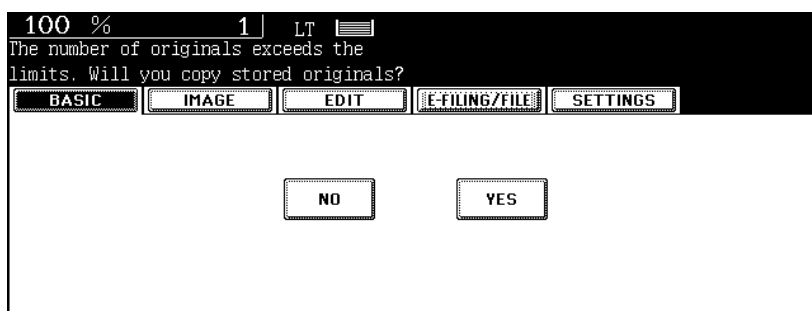 100 % 1 LT
The number of originals exceeds the
limits. Will you copy stored originals?
BASIC IMAGE EDIT E-FILING/FILE SETTINGS
NO YES